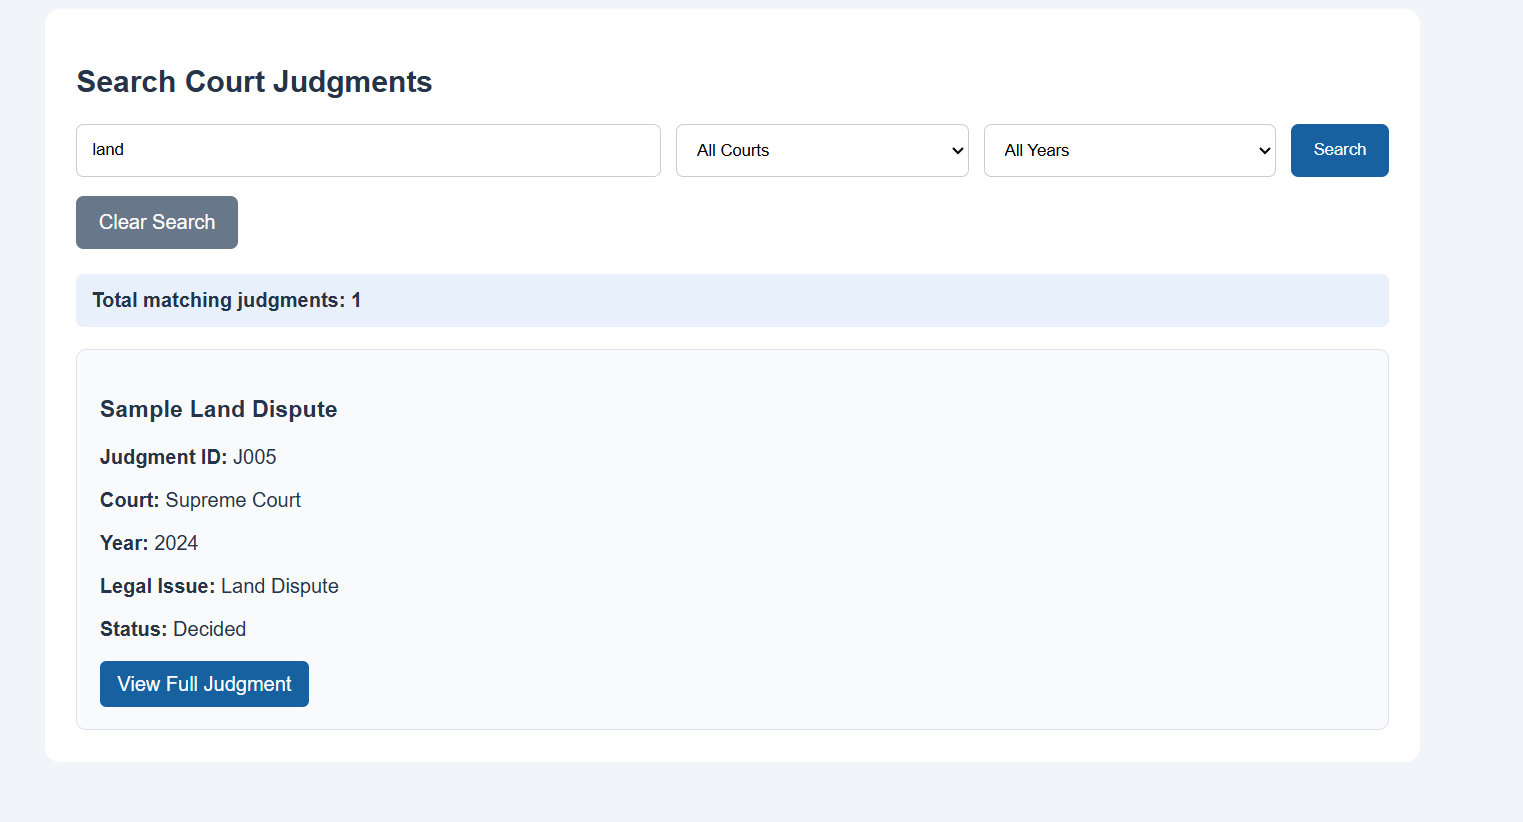 Search Court Judgments
land
All Courts
All Years
Search
Clear Search
Total matching judgments: 1
Sample Land Dispute
Judgment ID: J005
Court: Supreme Court
Year: 2024
Legal Issue: Land Dispute
Status: Decided
View Full Judgment